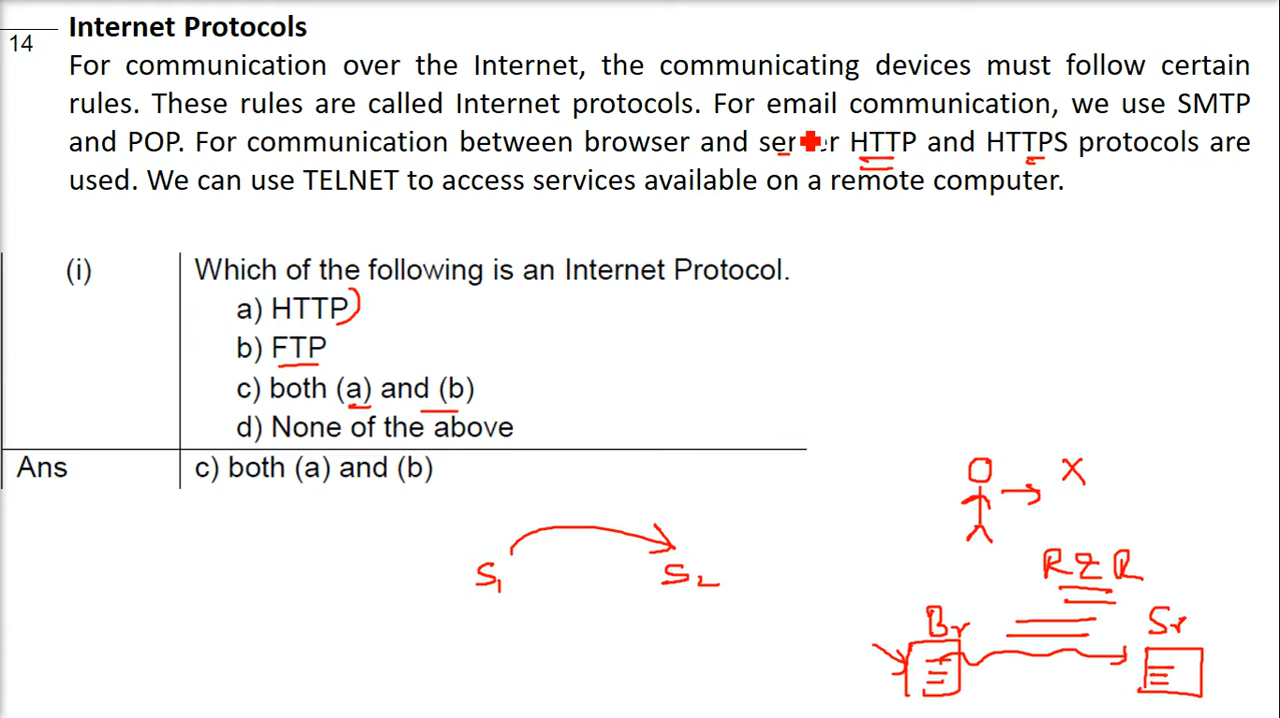 Internet Protocols
14
For communication over the Internet, the communicating devices must follow certain
rules. These rules are called Internet protocols. For email communication, we use SMTP
and POP. For communication between browser and server HTTP and HTTPS protocols are
used. We can use TELNET to access services available on a remote computer.
(i) Which of the following is an Internet Protocol.
a) HTTP
b) FTP
c) both (a) and (b)
d) None of the above
Ans c) both (a) and (b)
X
S1 S2
Br Sr